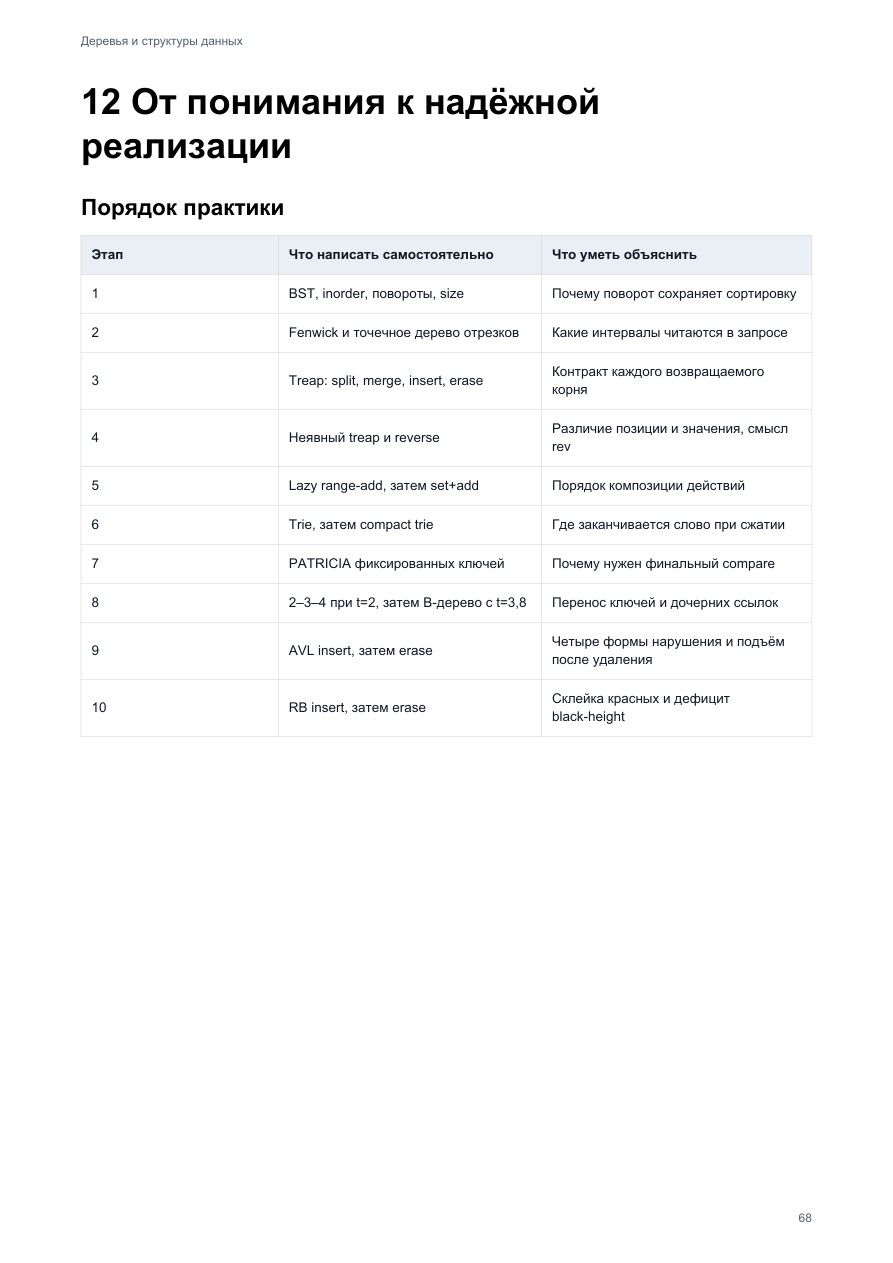 Деревья и структуры данных
12 От понимания к надёжной
реализации
Порядок практики
Этап Что написать самостоятельно Что уметь объяснить
1 BST, inorder, повороты, size Почему поворот сохраняет сортировку
2 Fenwick и точечное дерево отрезков Какие интервалы читаются в запросе
3 Treap: split, merge, insert, erase Контракт каждого возвращаемого
корня
4 Неявный treap и reverse Различие позиции и значения, смысл
rev
5 Lazy range-add, затем set+add Порядок композиции действий
6 Trie, затем compact trie Где заканчивается слово при сжатии
7 PATRICIA фиксированных ключей Почему нужен финальный compare
8 2–3–4 при t=2, затем B-дерево с t=3,8 Перенос ключей и дочерних ссылок
9 AVL insert, затем erase Четыре формы нарушения и подъём
после удаления
10 RB insert, затем erase Склейка красных и дефицит
black-height
68